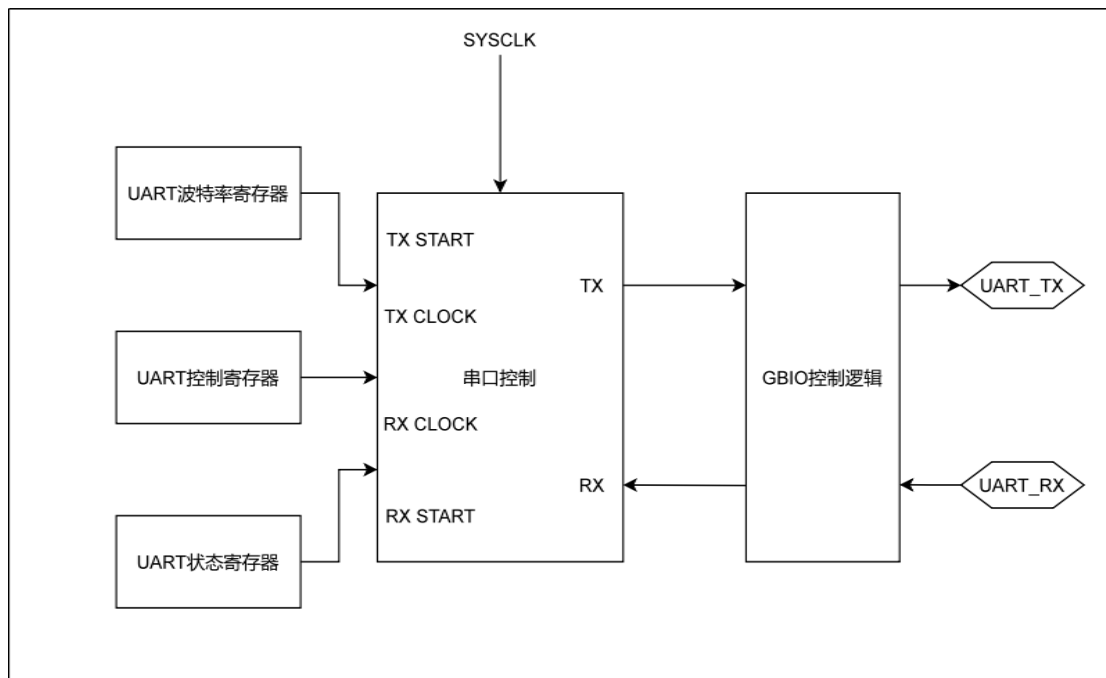 SYSCLK
UART波特率寄存器
TX START
TX
UART_TX
TX CLOCK
UART控制寄存器
串口控制
GBIO控制逻辑
RX CLOCK
RX
UART_RX
RX START
UART状态寄存器